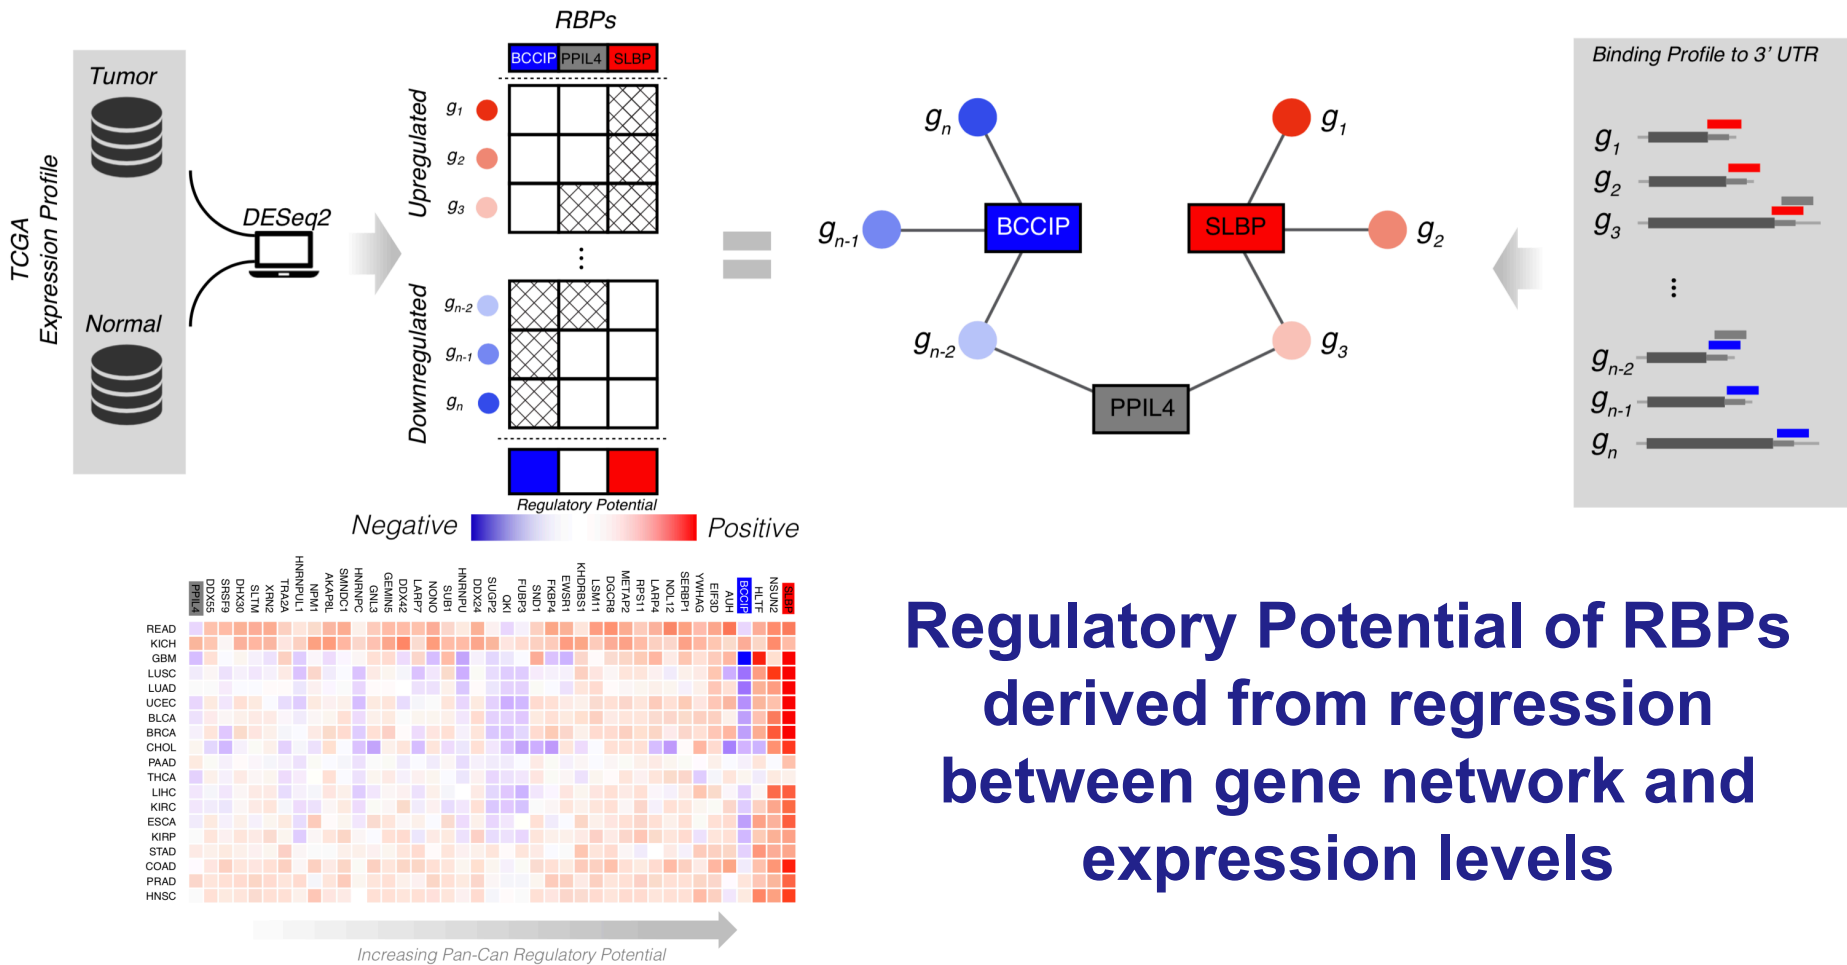 RBPs
BCCIP PPIL4 SLBP
TCGA
Expression Profile
Tumor
Normal
DESeq2
Upregulated
g1
g2
g3
⋮
Downregulated
gn-2
gn-1
gn
Regulatory Potential
Negative
Positive
gn
g1
gn-1
BCCIP
SLBP
g2
gn-2
g3
PPIL4
Binding Profile to 3' UTR
g1
g2
g3
⋮
gn-2
gn-1
gn
PPIL4
DDX55
SRSF9
DHX30
SLTM
XRN2
TRA2A
HNRNPUL1
NPM1
AKAP8L
SMNDC1
HNRNPC
GNL3
GEMIN5
DDX42
LARP7
NONO
SUB1
HNRNPU
DDX24
SUGP2
QKI
FUBP3
SND1
FKBP4
EWSR1
KHDRBS1
LSM11
DGCR8
METAP2
RPS11
LARP4
NOL12
SERBP1
YWHAG
EIF3D
AUH
BCCIP
HLTF
NSUN2
SLBP
READ
KICH
GBM
LUSC
LUAD
UCEC
BLCA
BRCA
CHOL
PAAD
THCA
LIHC
KIRC
ESCA
KIRP
STAD
COAD
PRAD
HNSC
Increasing Pan-Can Regulatory Potential
Regulatory Potential of RBPs
derived from regression
between gene network and
expression levels